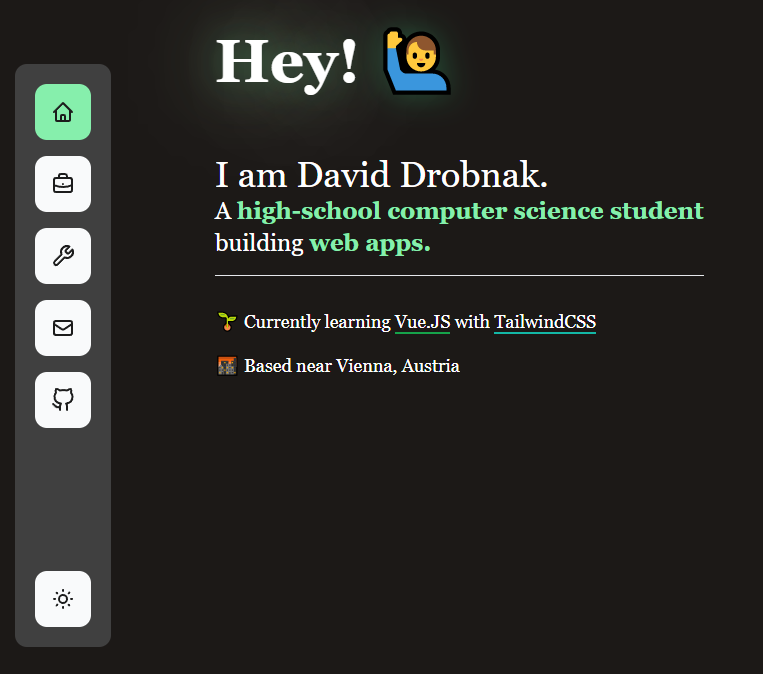 Hey!
I am David Drobnak.
A high-school computer science student
building web apps.
Currently learning Vue.JS with TailwindCSS
Based near Vienna, Austria